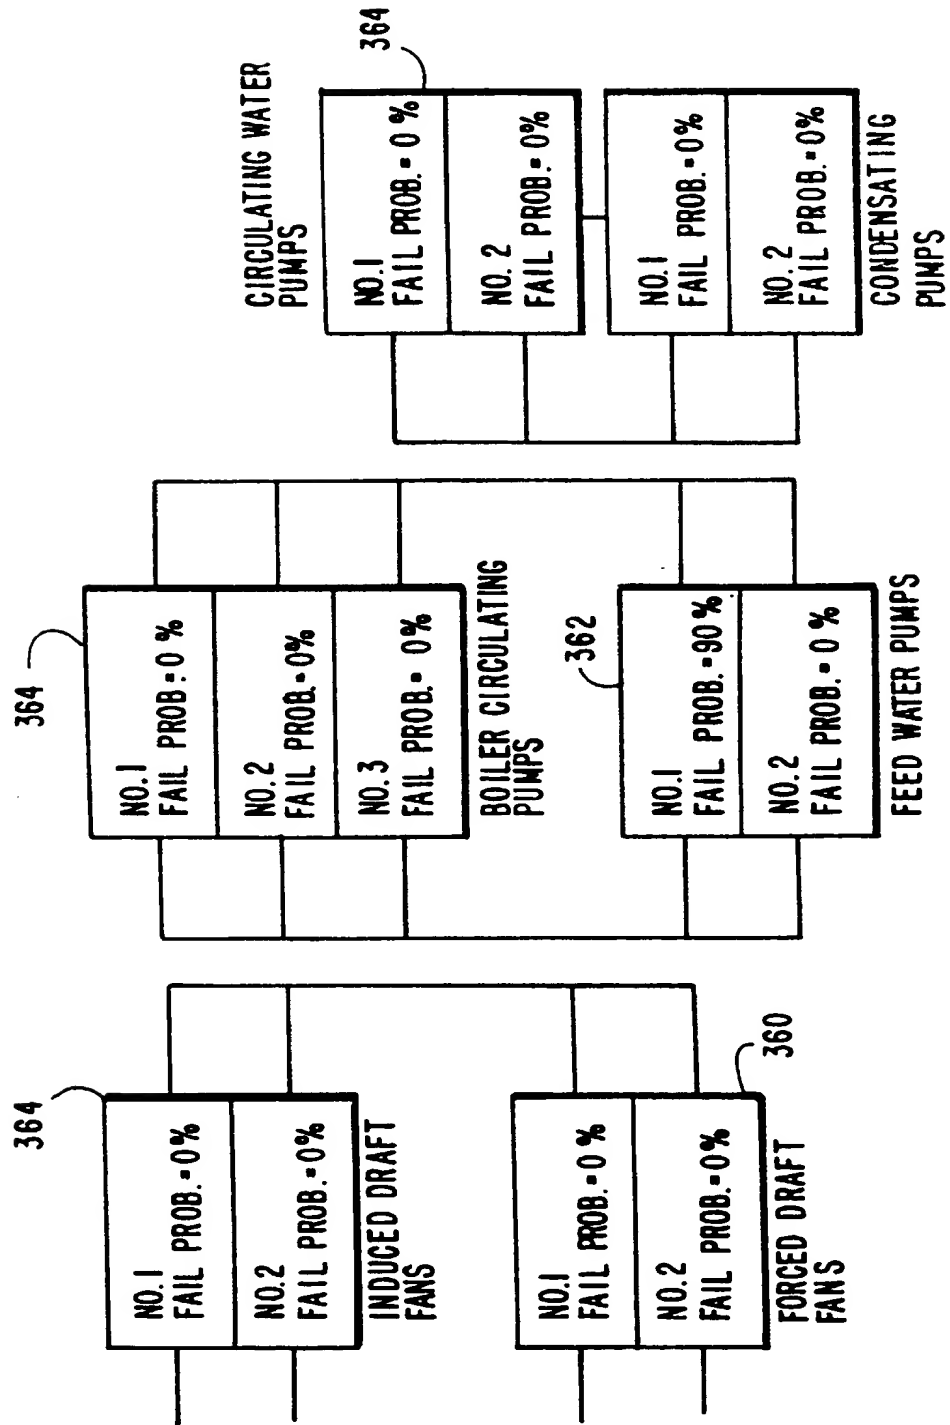 364
NO.1
FAIL PROB.=0%
NO.2
FAIL PROB.=0%
INDUCED DRAFT
FANS
NO.1
FAIL PROB.=0%
NO.2
FAIL PROB.=0%
360
FORCED DRAFT
FANS
364
NO.1
FAIL PROB.=0%
NO.2
FAIL PROB.=0%
NO.3
FAIL PROB.=0%
BOILER CIRCULATING
PUMPS
362
NO.1
FAIL PROB.=90%
NO.2
FAIL PROB.=0%
FEED WATER PUMPS
CIRCULATING WATER
PUMPS
364
NO.1
FAIL PROB.=0%
NO.2
FAIL PROB.=0%
NO.1
FAIL PROB.=0%
NO.2
FAIL PROB.=0%
CONDENSATING
PUMPS